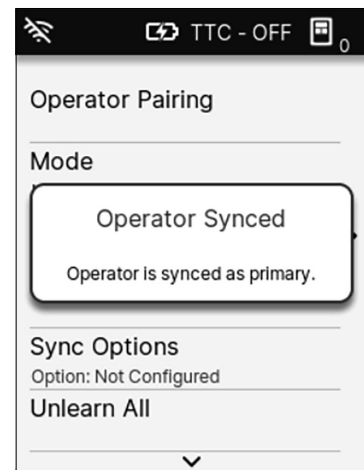 TTC - OFF 0
Operator Pairing
Mode
Operator Synced
Operator is synced as primary.
Sync Options
Option: Not Configured
Unlearn All